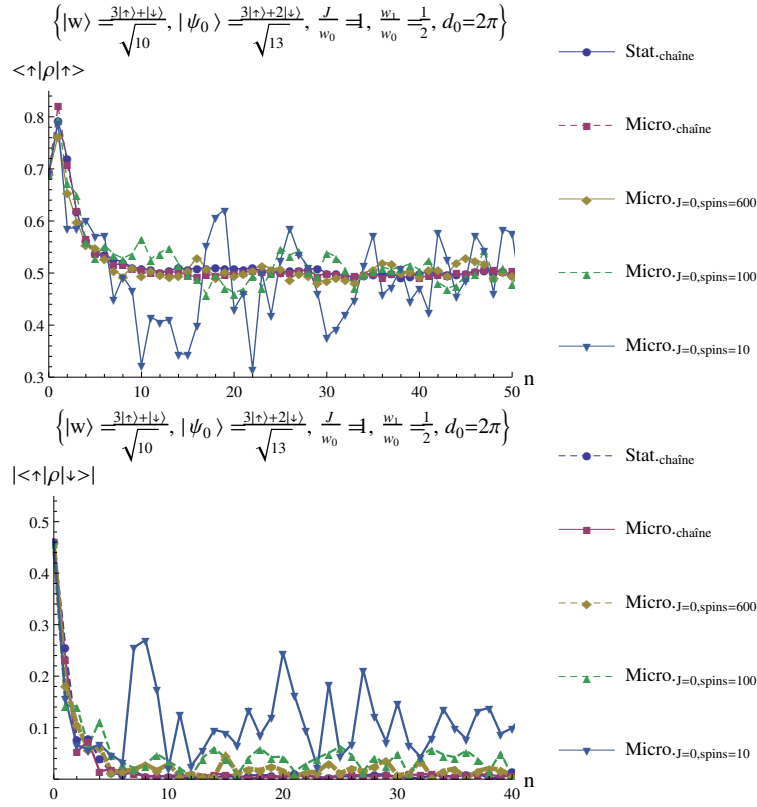 {|w⟩ = 3|↑⟩+|↓⟩ / √10, |ψ₀⟩ = 3|↑⟩+2|↓⟩ / √13, J/w₀ = 1, w₁/w₀ = 1/2, d₀=2π}
<↑|ρ|↑>
0.8
0.7
0.6
0.5
0.4
0.3
0 10 20 30 40 50 n
Stat.chaîne
Micro.chaîne
Micro.J=0,spins=600
Micro.J=0,spins=100
Micro.J=0,spins=10
{|w⟩ = 3|↑⟩+|↓⟩ / √10, |ψ₀⟩ = 3|↑⟩+2|↓⟩ / √13, J/w₀ = 1, w₁/w₀ = 1/2, d₀=2π}
|<↑|ρ|↓>|
0.5
0.4
0.3
0.2
0.1
0 10 20 30 40 n
Stat.chaîne
Micro.chaîne
Micro.J=0,spins=600
Micro.J=0,spins=100
Micro.J=0,spins=10